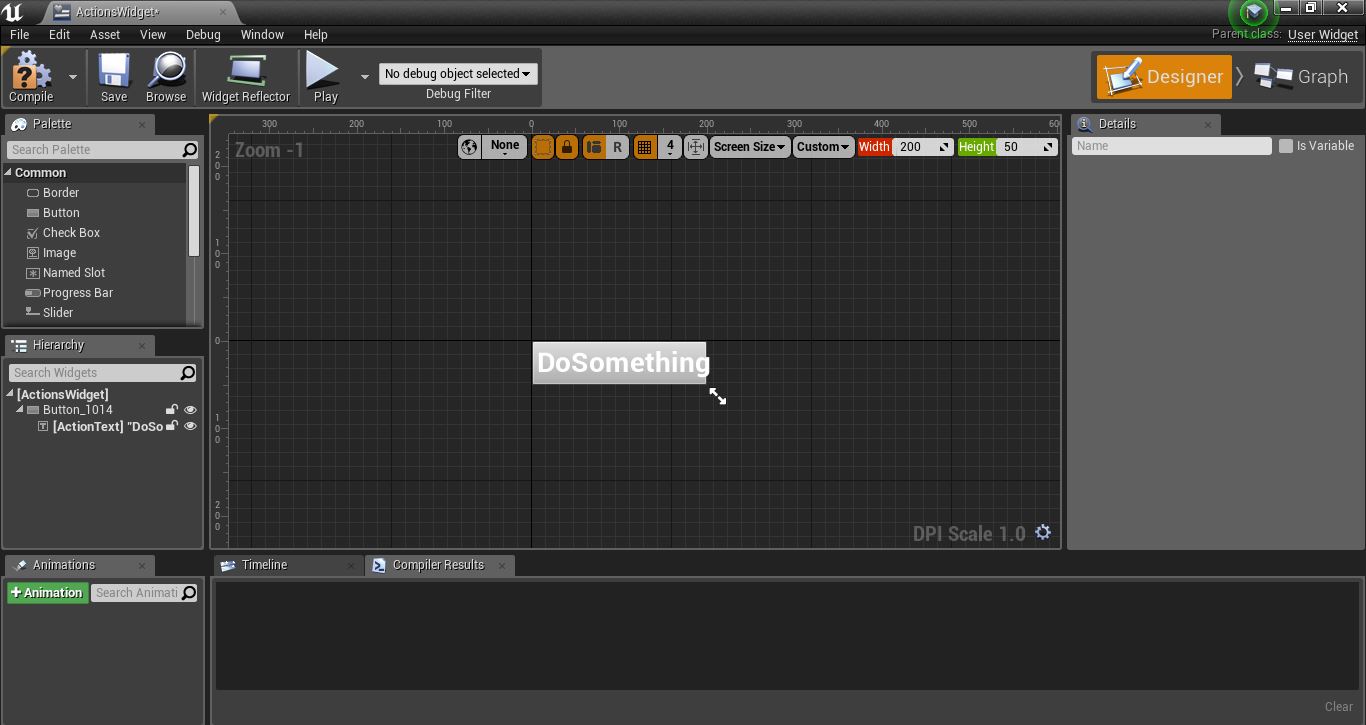 ActionsWidget*
File Edit Asset View Debug Window Help
Parent class: User Widget
Compile Save Browse Widget Reflector Play
No debug object selected
Debug Filter
Designer
Graph
Palette
Search Palette
Common
Border
Button
Check Box
Image
Named Slot
Progress Bar
Slider
Hierarchy
Search Widgets
[ActionsWidget]
Button_1014
[ActionText] "DoSo
300 200 100 0 100 200 300 400 500 60
Zoom -1
None
R
4
Screen Size
Custom
Width 200
Height 50
200
100
0
100
200
DoSomething
DPI Scale 1.0
Details
Name
Is Variable
Animations
+Animation
Search Animati
Timeline
Compiler Results
Clear